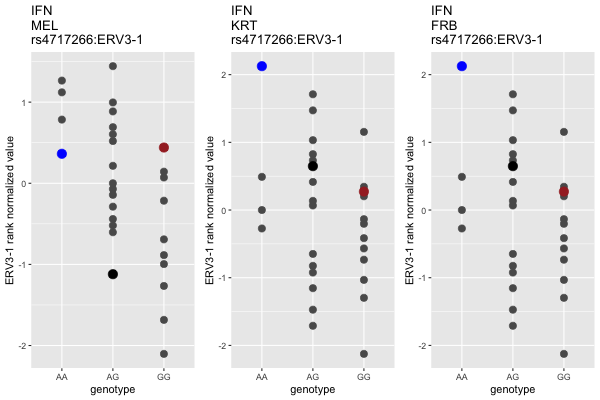 IFN
MEL
rs4717266:ERV3-1
ERV3-1 rank normalized value
1
0
-1
-2
AA AG GG
genotype
IFN
KRT
rs4717266:ERV3-1
ERV3-1 rank normalized value
2
1
0
-1
-2
AA AG GG
genotype
IFN
FRB
rs4717266:ERV3-1
ERV3-1 rank normalized value
2
1
0
-1
-2
AA AG GG
genotype